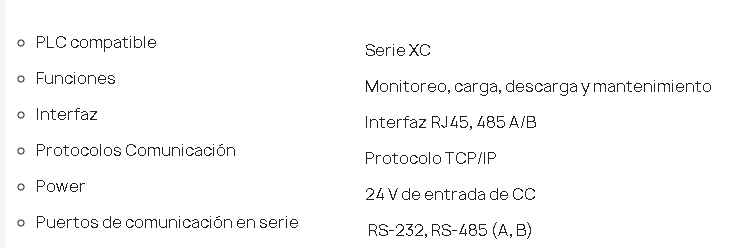 PLC compatible
Serie XC
Funciones
Monitoreo, carga, descarga y mantenimiento
Interfaz
Interfaz RJ45, 485 A/B
Protocolos Comunicación
Protocolo TCP/IP
Power
24 V de entrada de CC
Puertos de comunicación en serie
RS-232, RS-485 (A, B)